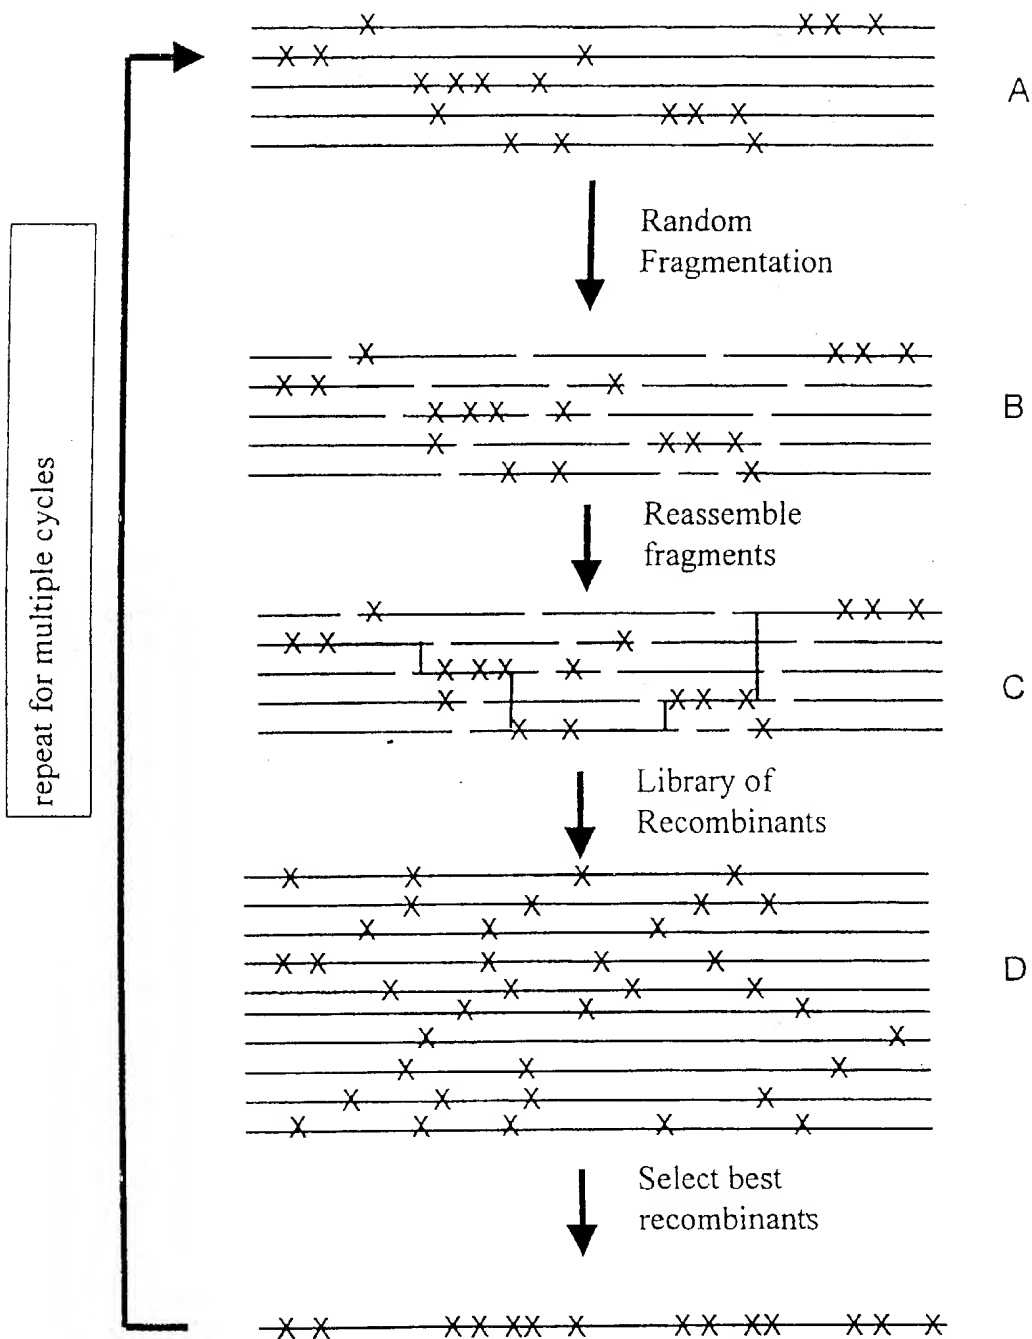 A
Random
Fragmentation
B
Reassemble
fragments
repeat for multiple cycles
C
Library of
Recombinants
D
Select best
recombinants